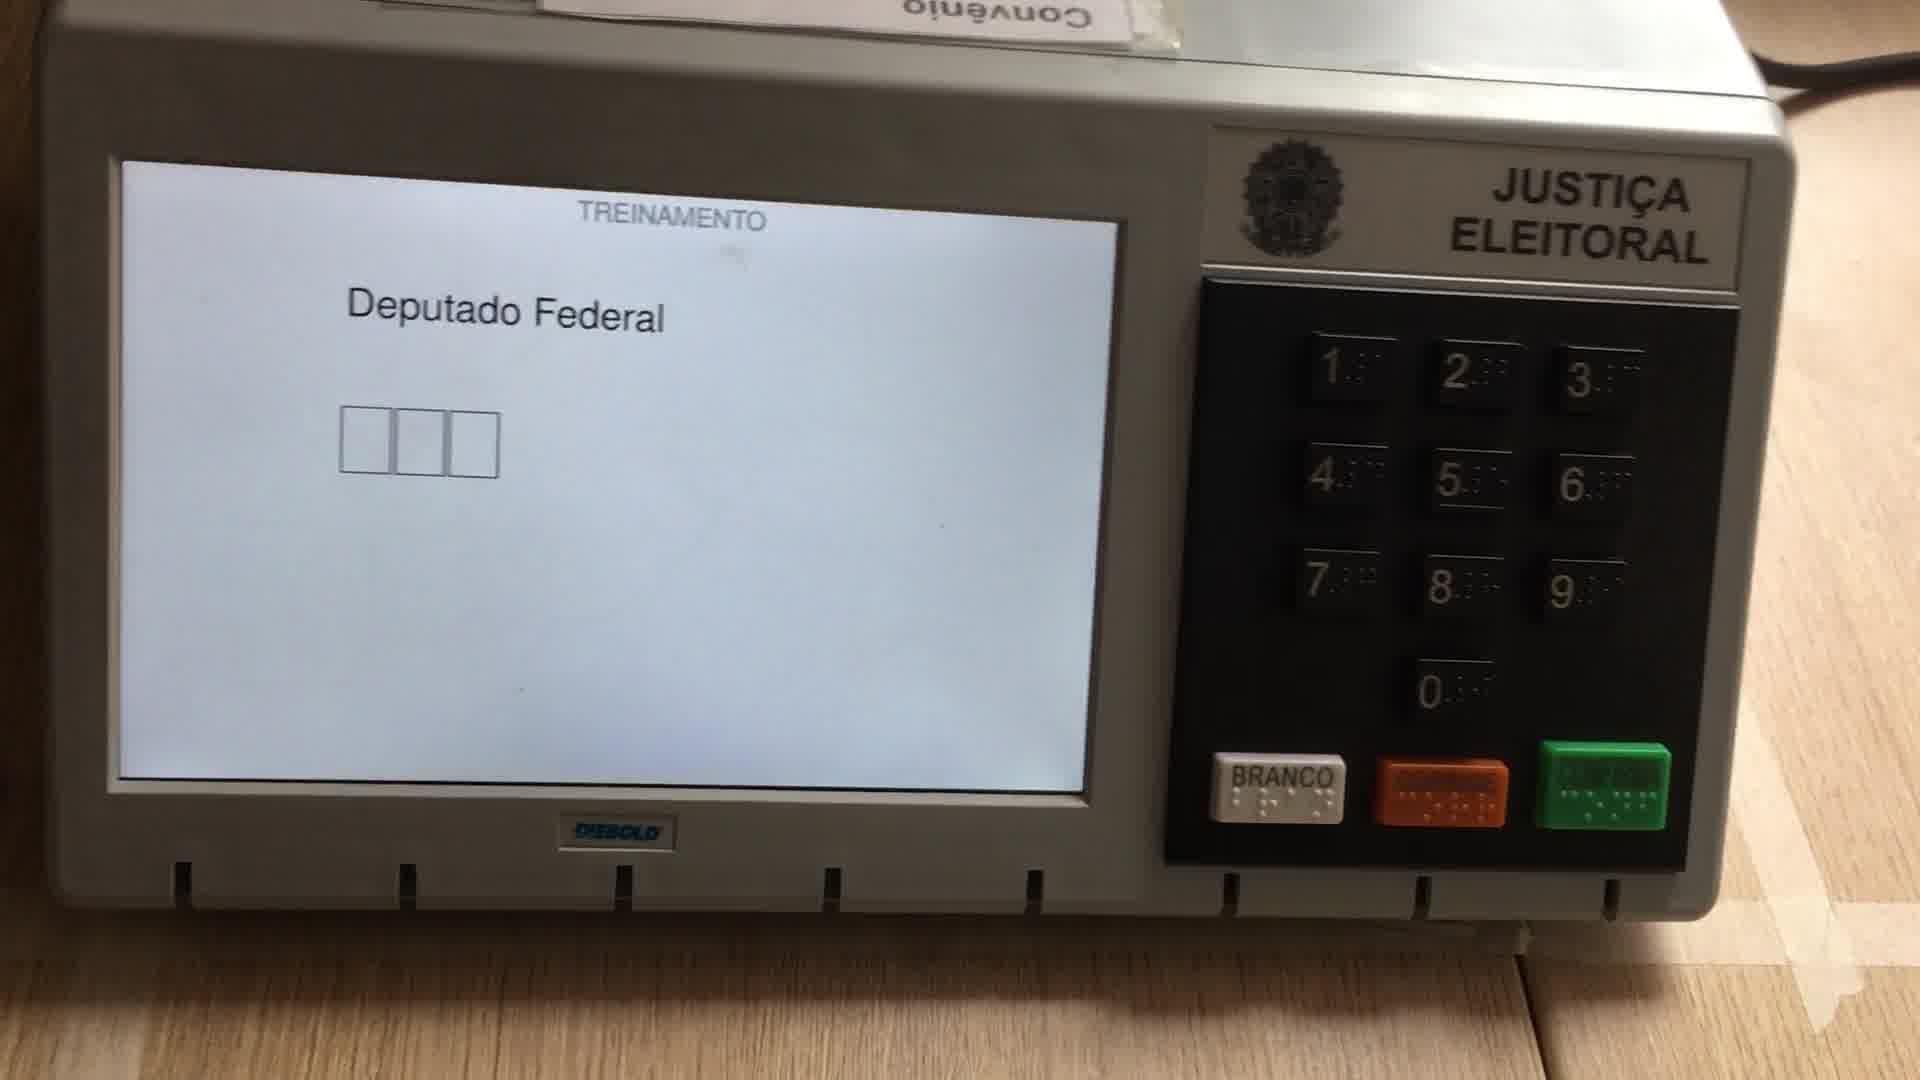 Convênio
TREINAMENTO
Deputado Federal
JUSTIÇA
ELEITORAL
1
2
3
4
5
6
7
8
9
0
BRANCO
DIEBOLD